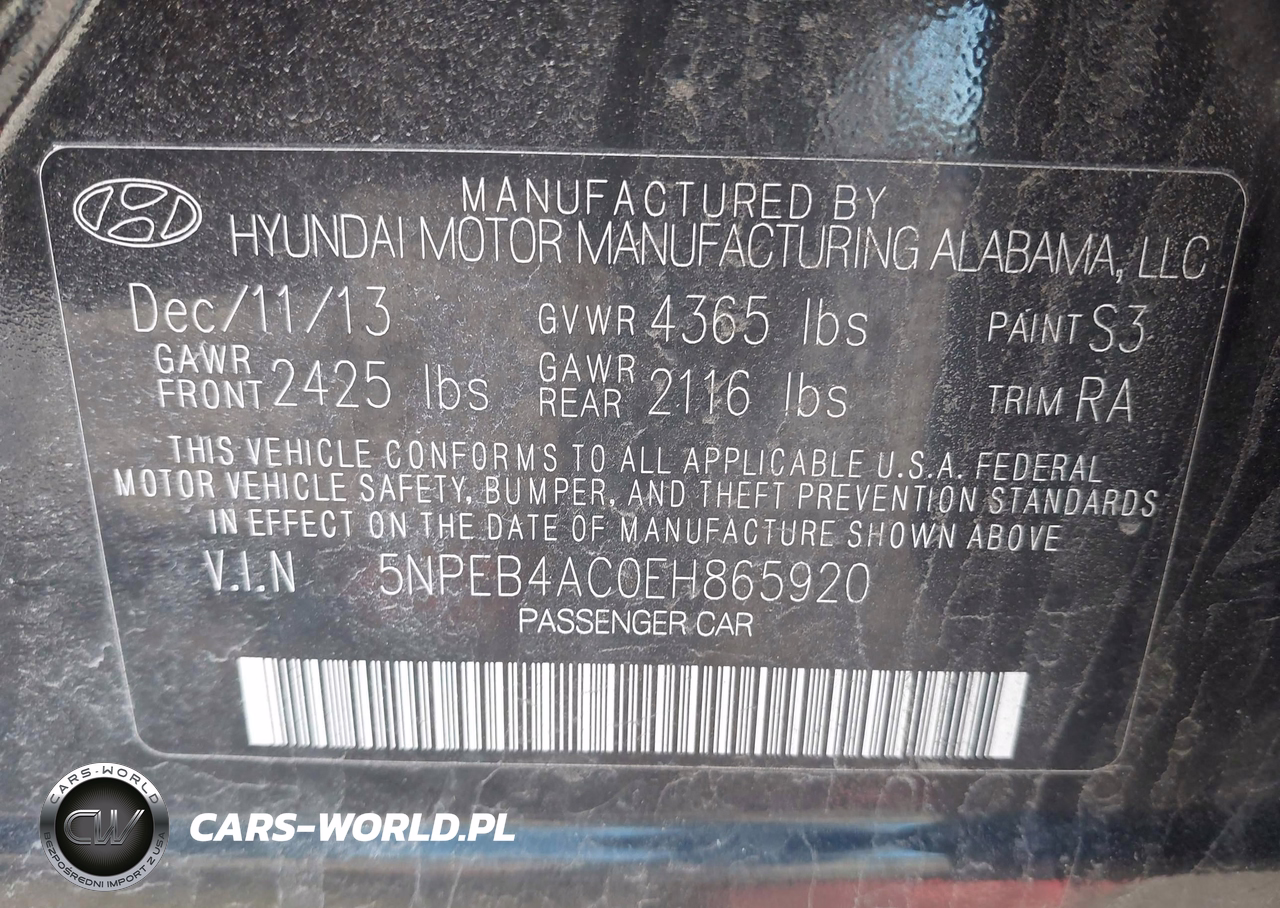 MANUFACTURED BY
HYUNDAI MOTOR MANUFACTURING ALABAMA, LLC
Dec/11/13 GVWR 4365 lbs PAINT S3
GAWR FRONT 2425 lbs GAWR REAR 2116 lbs TRIM RA
THIS VEHICLE CONFORMS TO ALL APPLICABLE U.S.A. FEDERAL
MOTOR VEHICLE SAFETY, BUMPER, AND THEFT PREVENTION STANDARDS
IN EFFECT ON THE DATE OF MANUFACTURE SHOWN ABOVE
V.I.N 5NPEB4AC0EH865920
PASSENGER CAR
CARS-WORLD
CW
BEZPOŚREDNI IMPORT Z USA
CARS-WORLD.PL